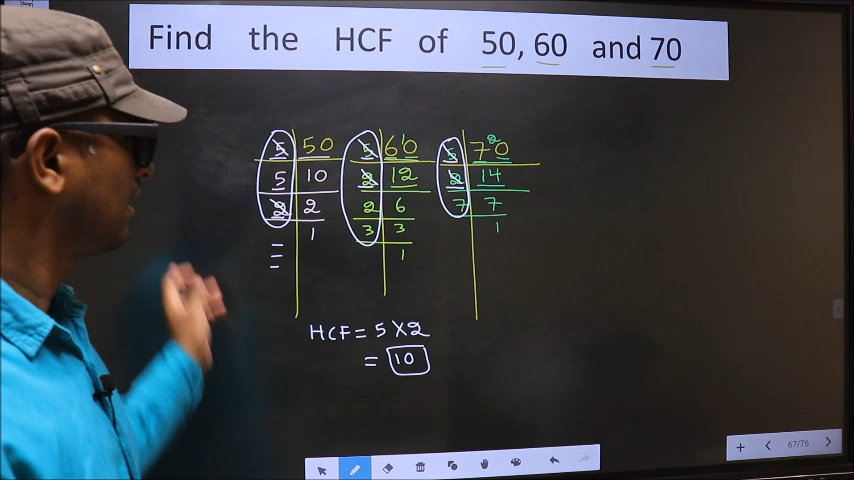 Find the HCF of 50, 60 and 70
5 50 5 60 5 70
5 10 2 12 2 14
2 2 2 6 7 7
1 3 3 1
1
HCF = 5 × 2
= 10
67/76